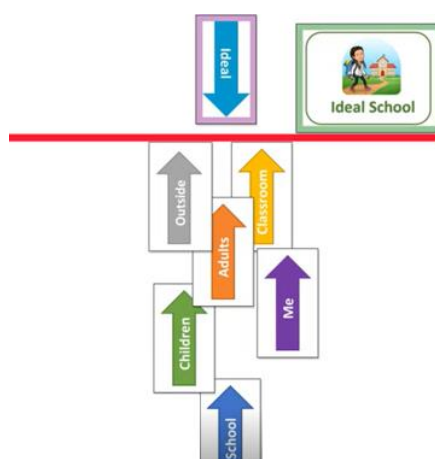 Ideal
Ideal School
Outside
Classroom
Adults
Me
Children
School